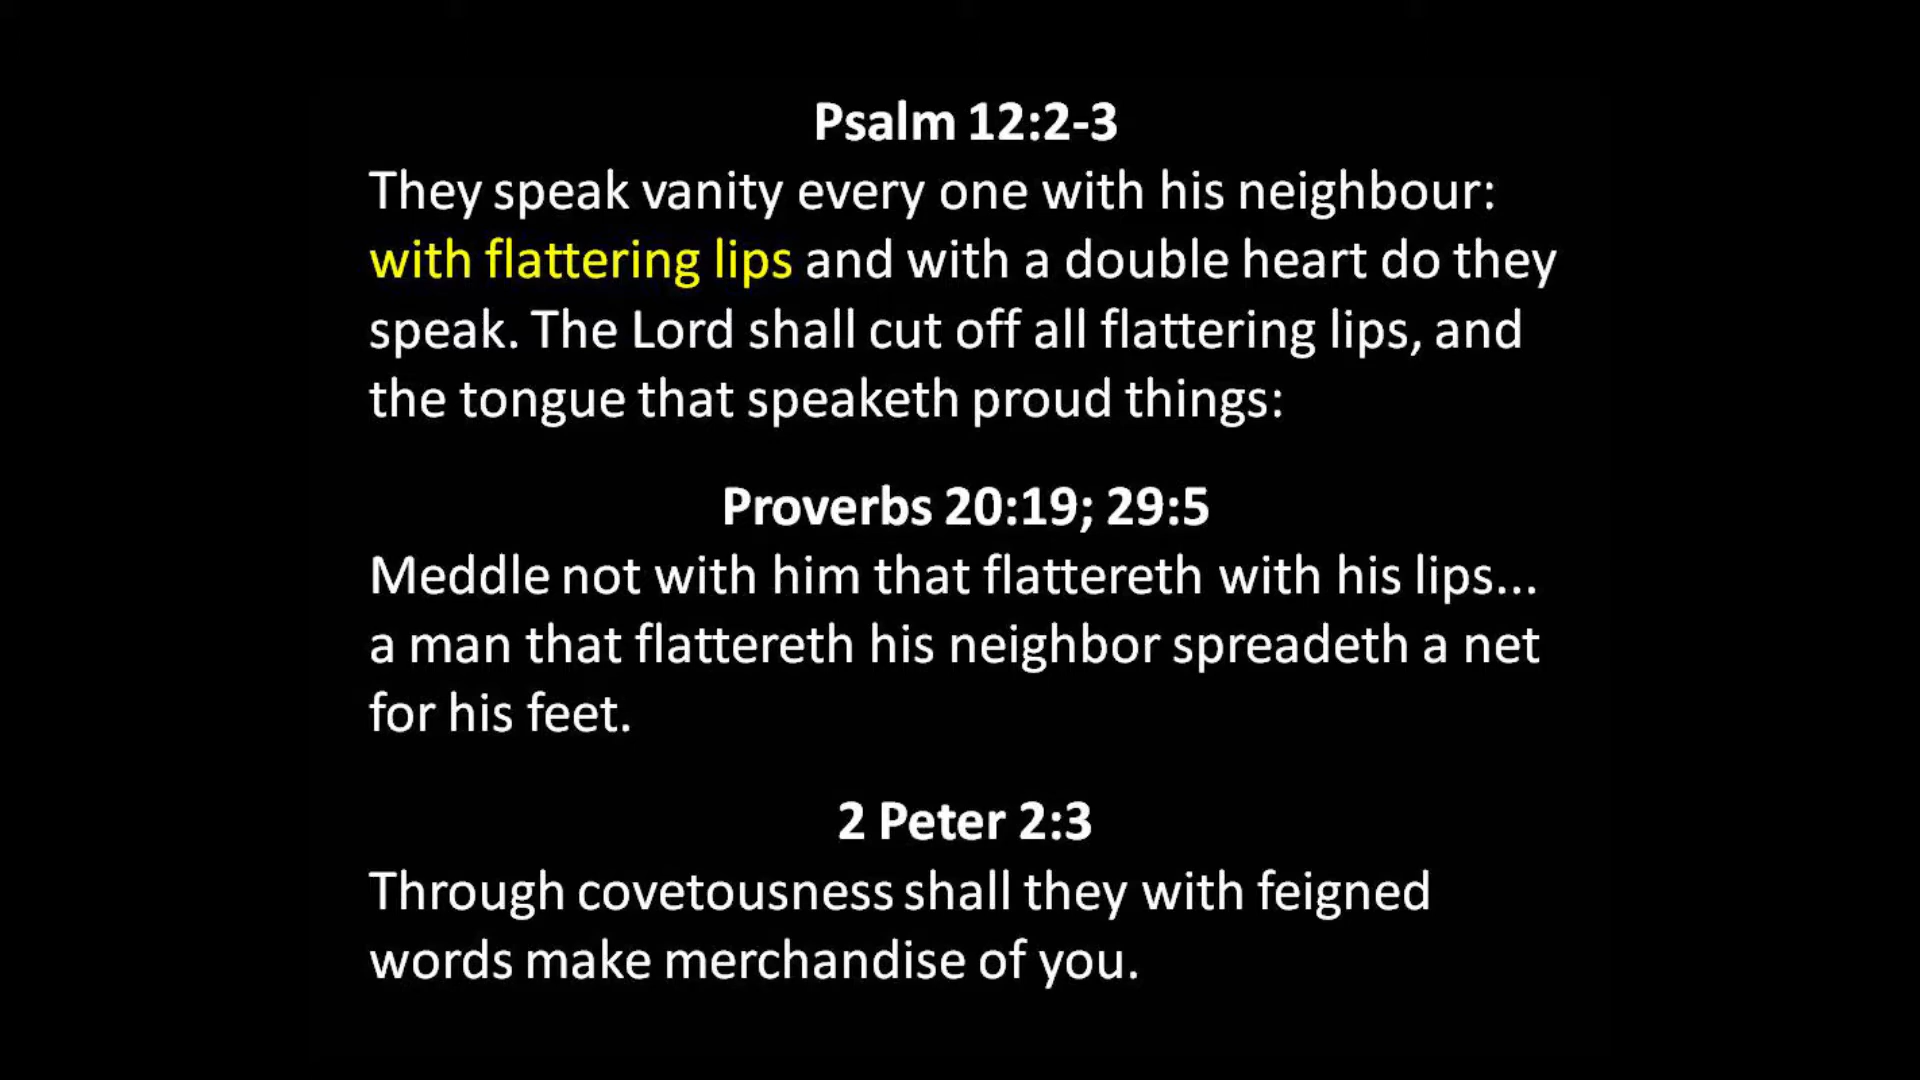 Psalm 12:2-3
They speak vanity every one with his neighbour:
with flattering lips and with a double heart do they
speak. The Lord shall cut off all flattering lips, and
the tongue that speaketh proud things:
Proverbs 20:19; 29:5
Meddle not with him that flattereth with his lips...
a man that flattereth his neighbor spreadeth a net
for his feet.
2 Peter 2:3
Through covetousness shall they with feigned
words make merchandise of you.